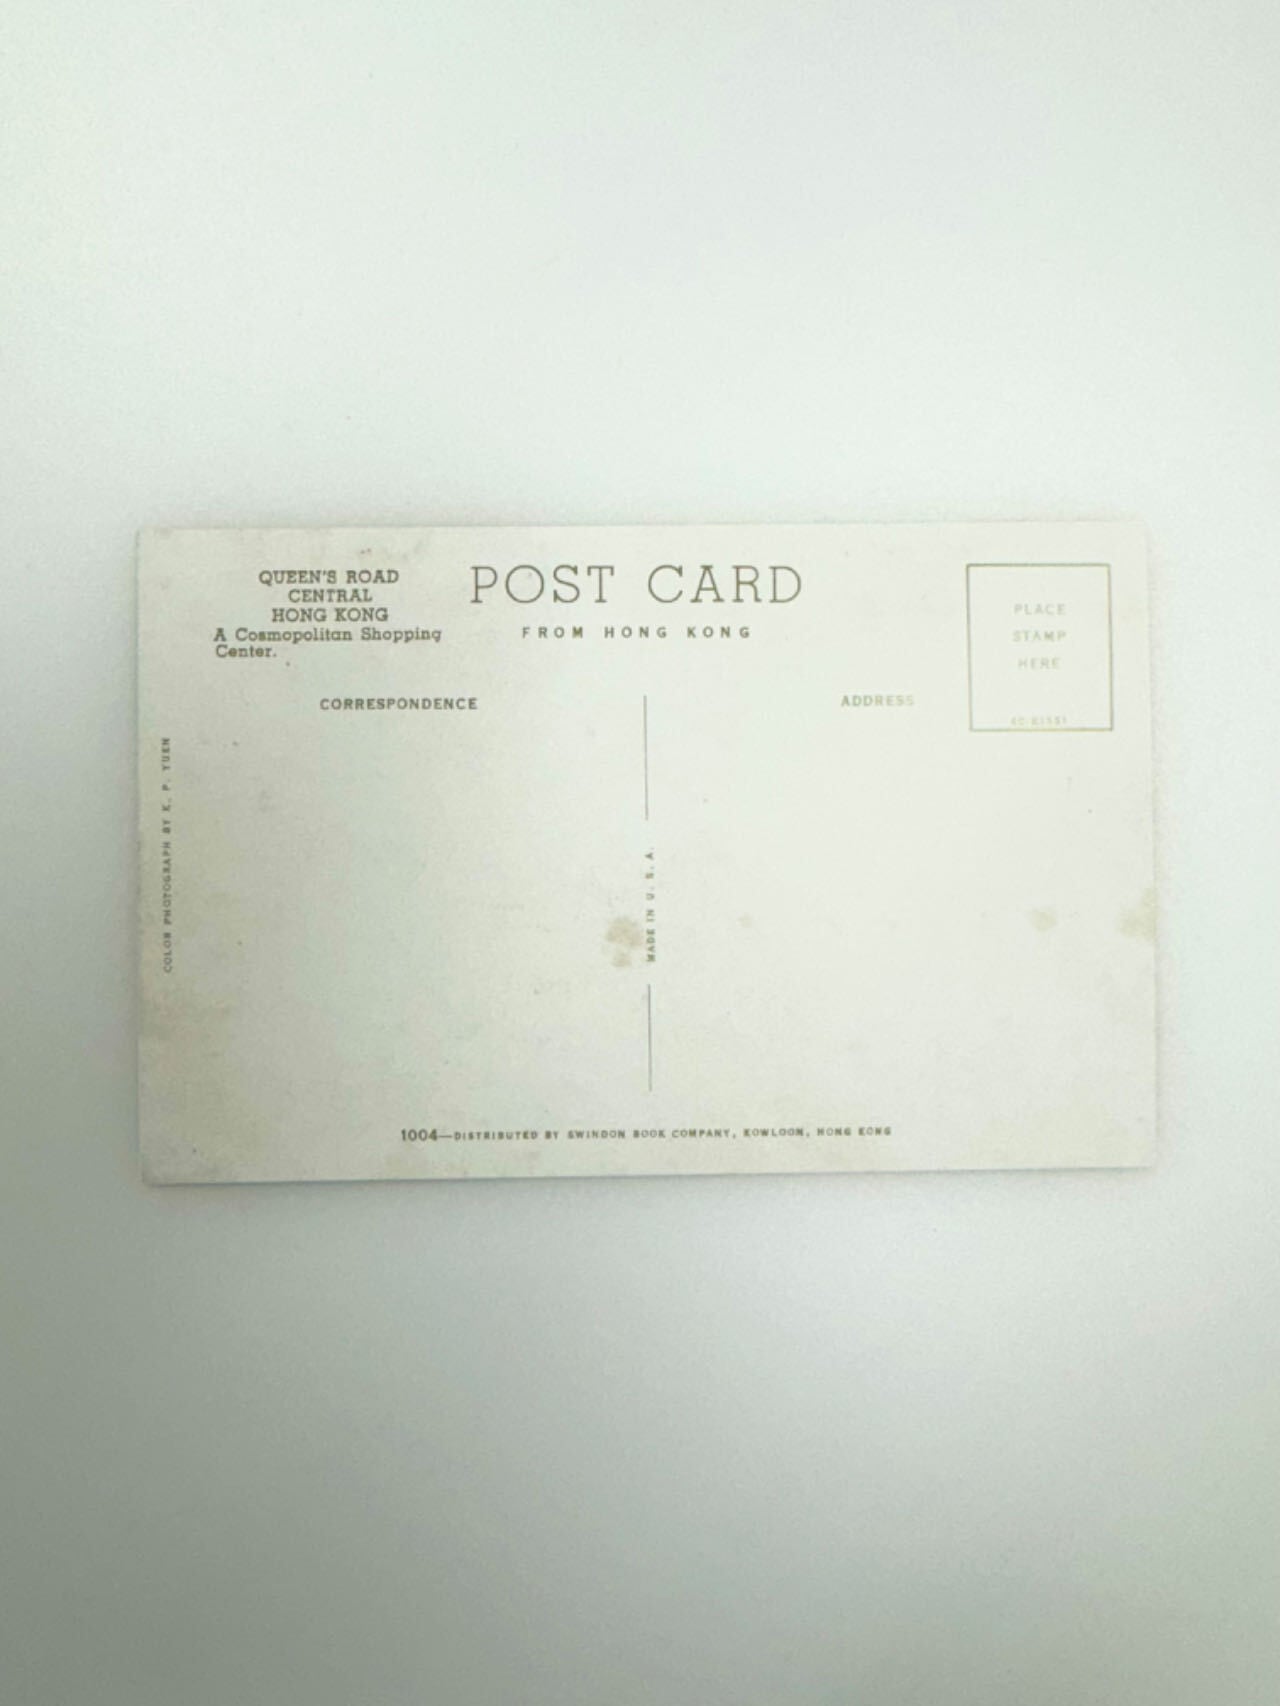 QUEEN'S ROAD
CENTRAL
HONG KONG
A Cosmopolitan Shopping
Center.
POST CARD
FROM HONG KONG
PLACE
STAMP
HERE
CORRESPONDENCE
ADDRESS
COLOR PHOTOGRAPH BY K. P. YUEN
MADE IN U. S. A.
1004—DISTRIBUTED BY SWINDON BOOK COMPANY, KOWLOON, HONG KONG